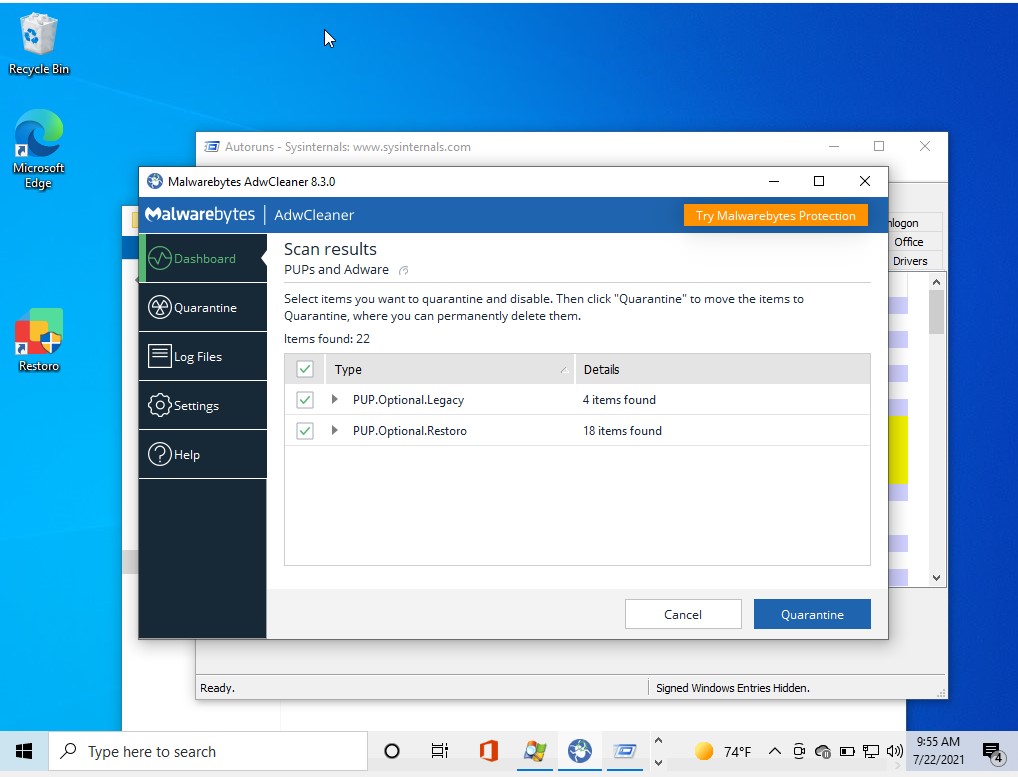 Recycle Bin
Microsoft
Edge
Restoro
Autoruns - Sysinternals: www.sysinternals.com
Malwarebytes AdwCleaner 8.3.0
Malwarebytes | AdwCleaner
Try Malwarebytes Protection
Office
Drivers
Dashboard
Quarantine
Log Files
Settings
Help
Scan results
PUPs and Adware
Select items you want to quarantine and disable. Then click "Quarantine" to move the items to
Quarantine, where you can permanently delete them.
Items found: 22
Type Details
PUP.Optional.Legacy 4 items found
PUP.Optional.Restoro 18 items found
Cancel Quarantine
Ready. Signed Windows Entries Hidden.
Type here to search
74°F
9:55 AM
7/22/2021
4